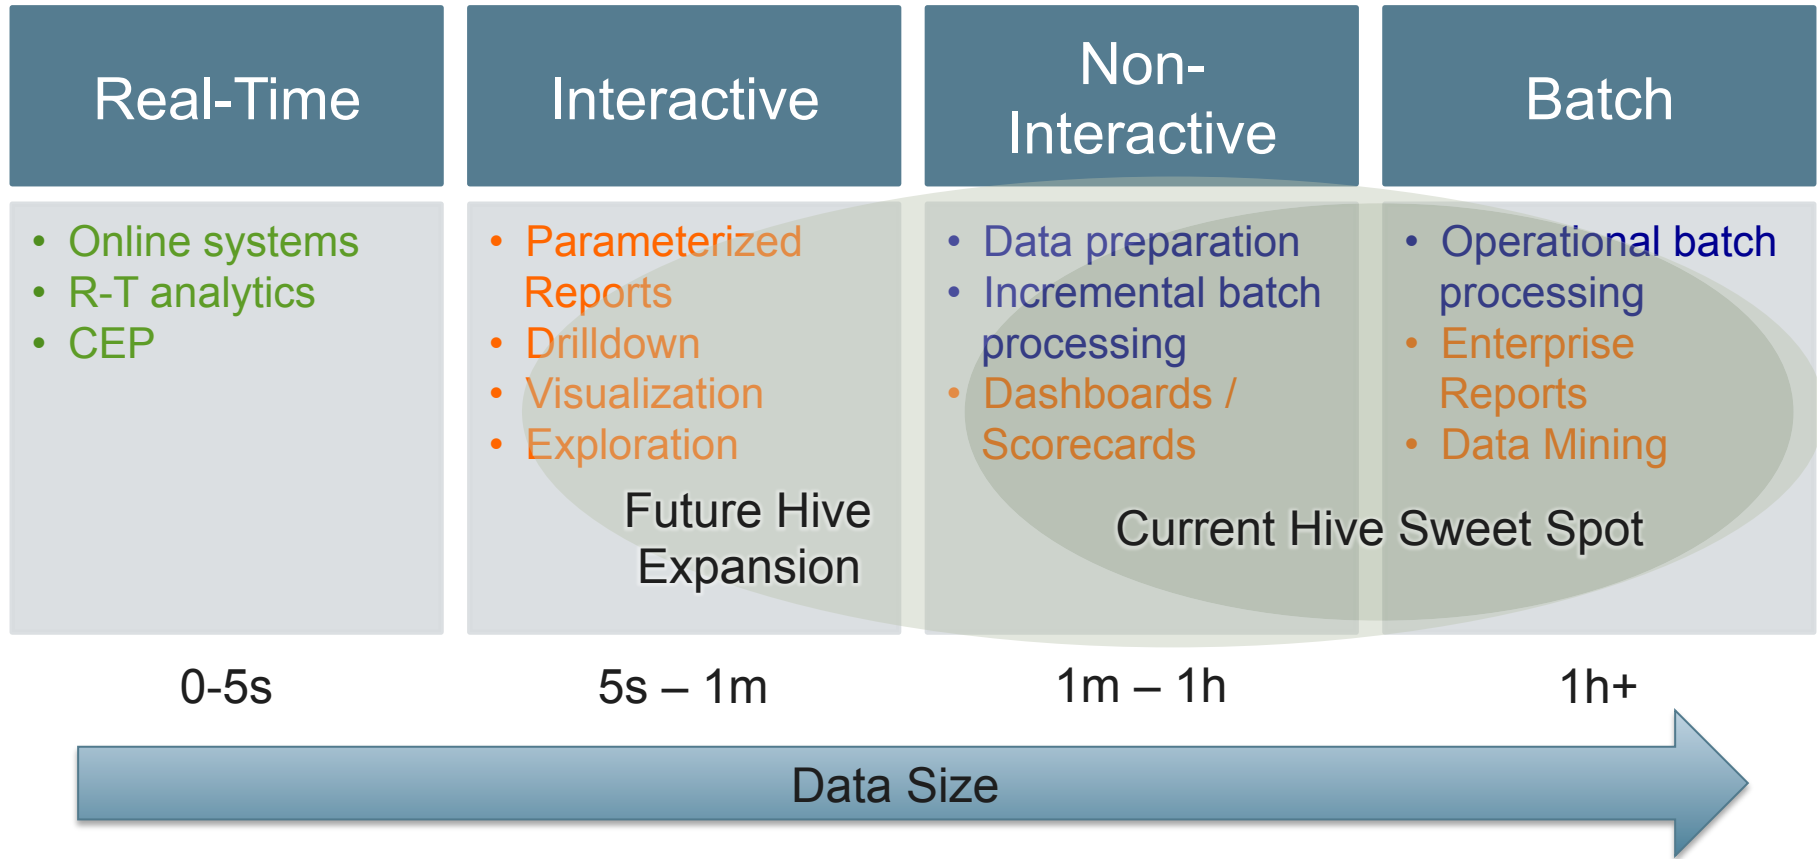 Real-Time
Interactive
Non-
Interactive
Batch
• Online systems
• R-T analytics
• CEP
• Parameterized
Reports
• Drilldown
• Visualization
• Exploration
• Data preparation
• Incremental batch
processing
• Dashboards /
Scorecards
• Operational batch
processing
• Enterprise
Reports
• Data Mining
Future Hive
Expansion
Current Hive Sweet Spot
0-5s
5s – 1m
1m – 1h
1h+
Data Size